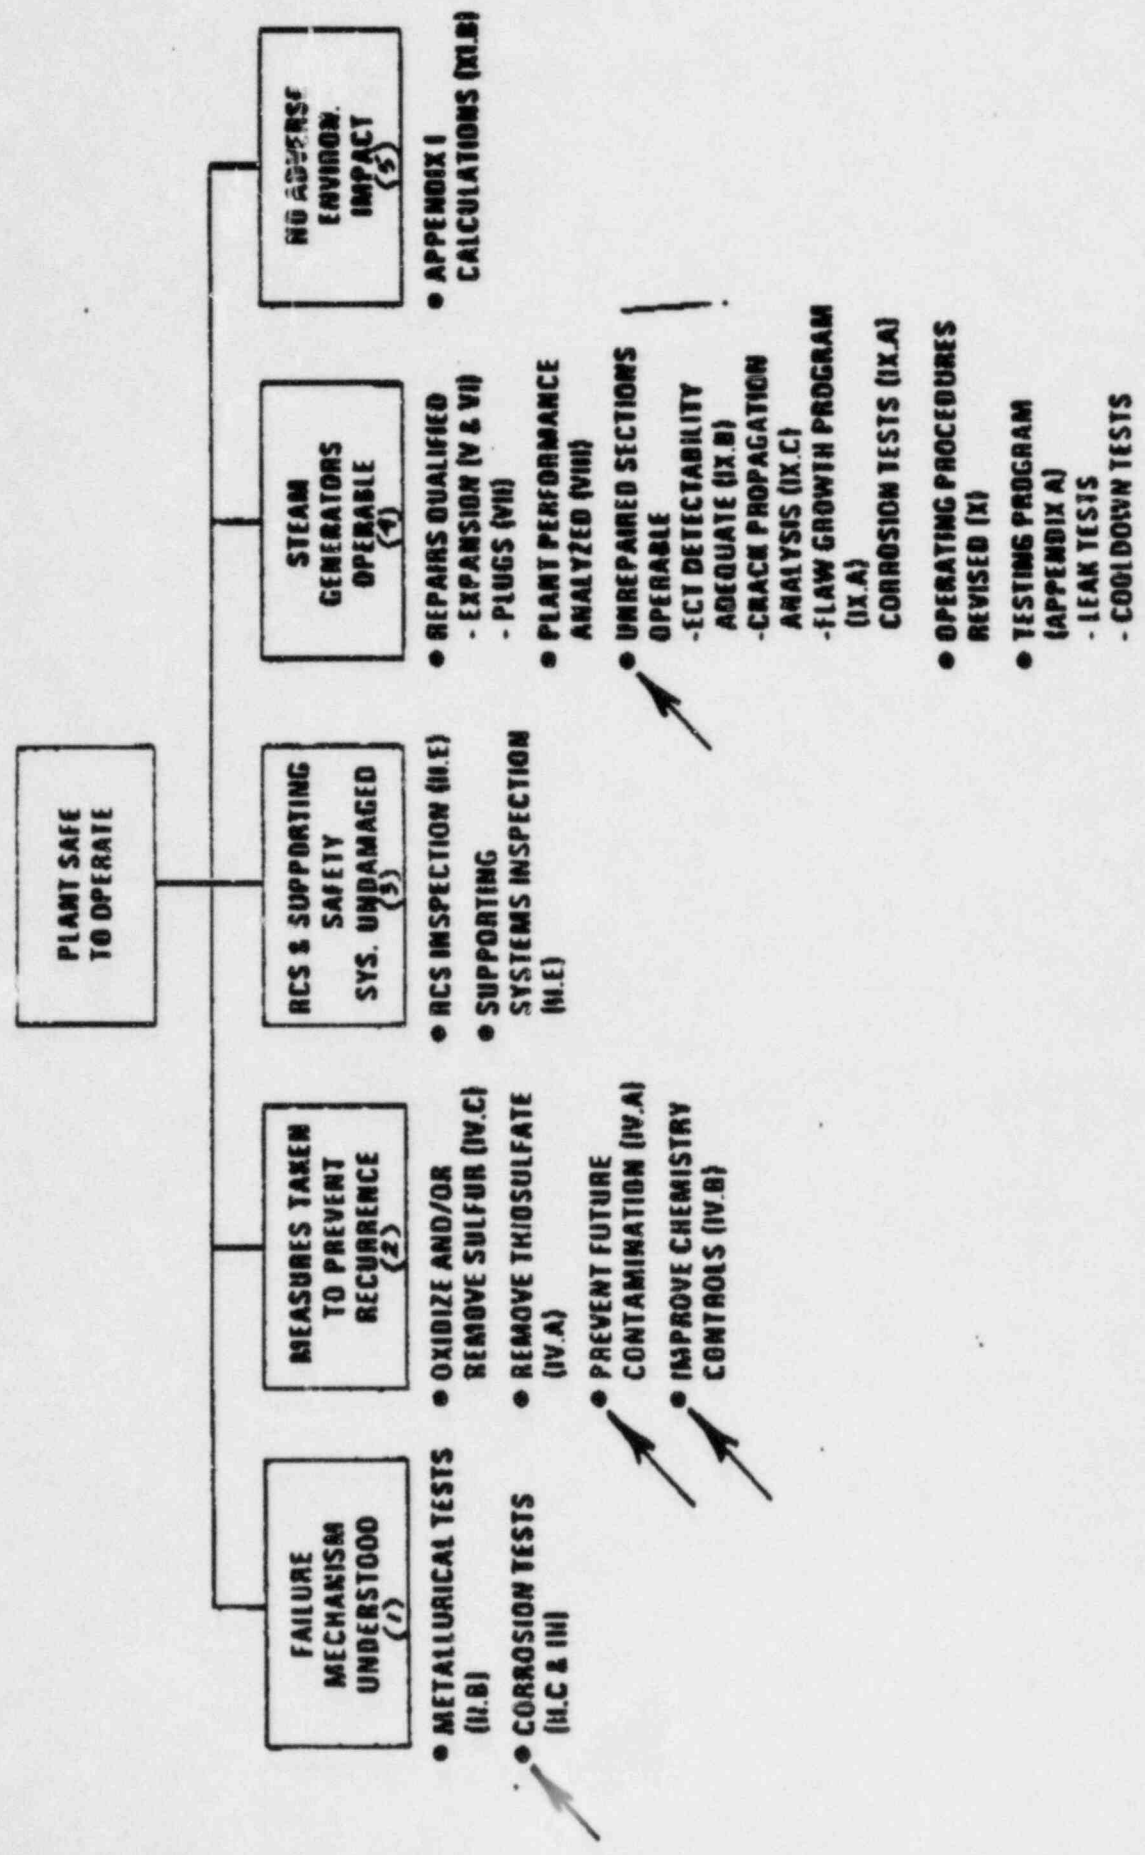 PLANT SAFE
TO OPERATE
FAILURE
MECHANISM
UNDERSTOOD
(1)
● METALLURICAL TESTS
(II.B)
● CORROSION TESTS
(II.C & III)
MEASURES TAKEN
TO PREVENT
RECURRENCE
(2)
● OXIDIZE AND/OR
REMOVE SULFUR (IV.C)
● REMOVE THIOSULFATE
(IV.A)
● PREVENT FUTURE
CONTAMINATION (IV.A)
● IMPROVE CHEMISTRY
CONTROLS (IV.B)
RCS & SUPPORTING
SAFETY
SYS. UNDAMAGED
(3)
● RCS INSPECTION (II.E)
● SUPPORTING
SYSTEMS INSPECTION
(II.E)
STEAM
GENERATORS
OPERABLE
(4)
● REPAIRS QUALIFIED
- EXPANSION (V & VI)
- PLUGS (VII)
● PLANT PERFORMANCE
ANALYZED (VIII)
● UNREPAIRED SECTIONS
OPERABLE
-ECT DETECTABILITY
ADEQUATE (IX.B)
-CRACK PROPAGATION
ANALYSIS (IX.C)
-FLAW GROWTH PROGRAM
(IX.A)
CORROSION TESTS (IX.A)
● OPERATING PROCEDURES
REVISED (X)
● TESTING PROGRAM
(APPENDIX A)
- LEAK TESTS
- COOLDOWN TESTS
NO ADVERSE
ENVIRON.
IMPACT
(5)
● APPENDIX I
CALCULATIONS (XI.B)